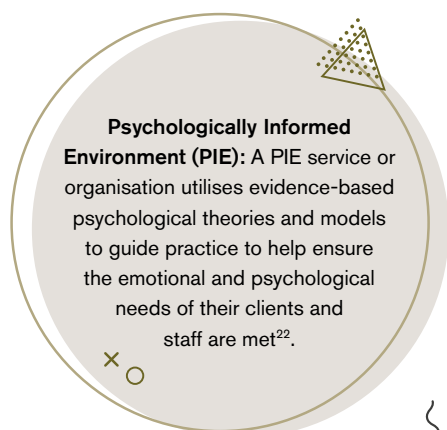 Psychologically Informed
Environment (PIE): A PIE service or
organisation utilises evidence-based
psychological theories and models
to guide practice to help ensure
the emotional and psychological
needs of their clients and
staff are met²².